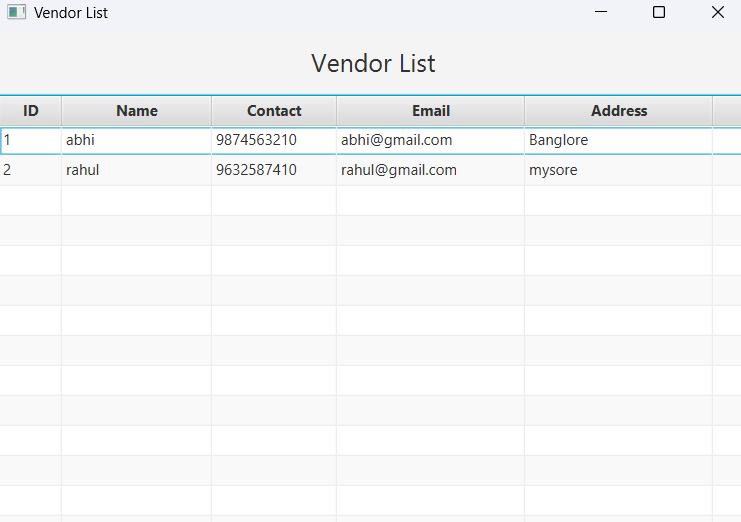 Vendor List
Vendor List
ID Name Contact Email Address
1 abhi 9874563210 abhi@gmail.com Banglore
2 rahul 9632587410 rahul@gmail.com mysore